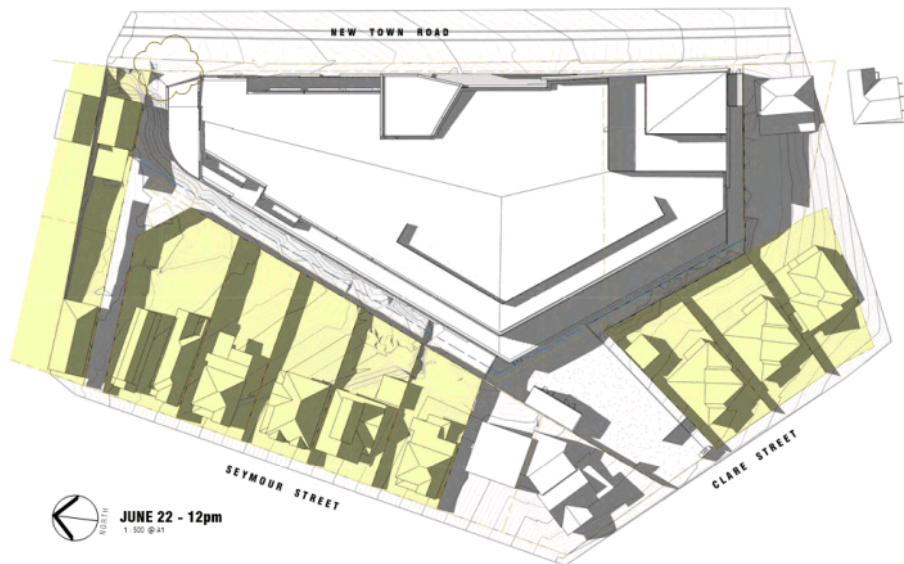 NEW TOWN ROAD
SEYMOUR STREET
CLARE STREET
NORTH
JUNE 22 - 12pm
1 : 500 @ A1